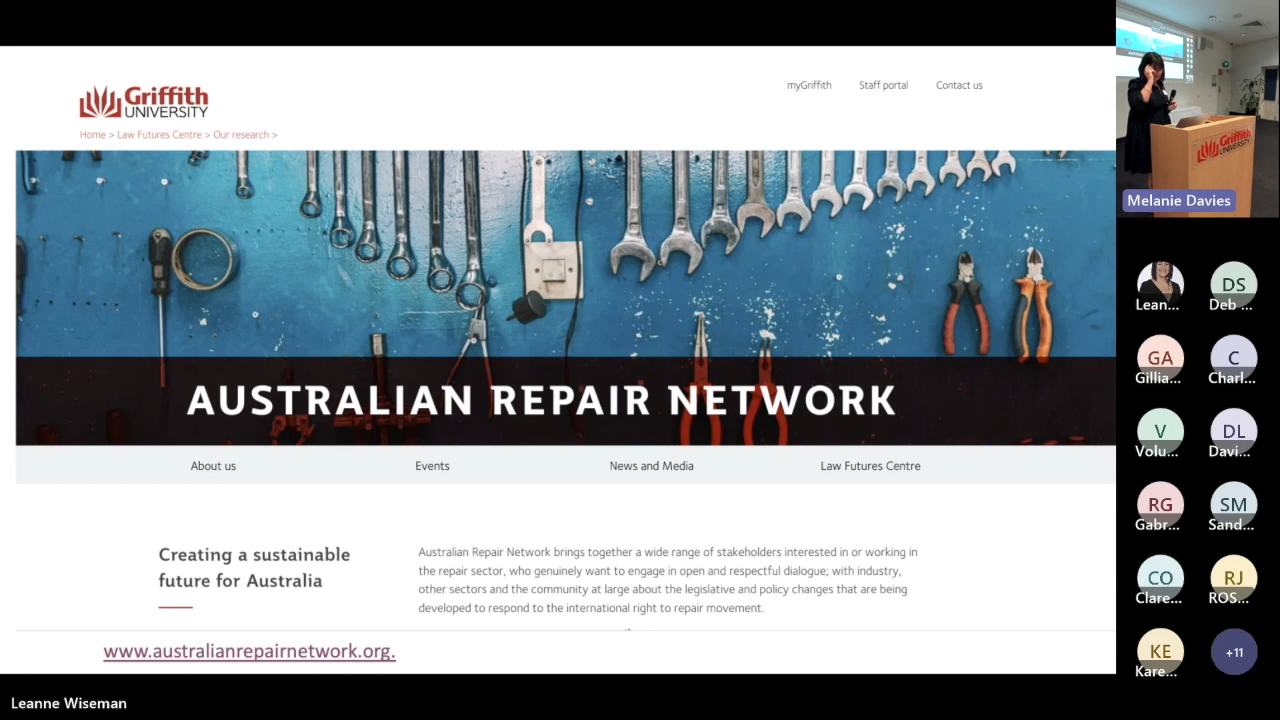 Griffith
UNIVERSITY
myGriffith Staff portal Contact us
Home > Law Futures Centre > Our research >
AUSTRALIAN REPAIR NETWORK
About us Events News and Media Law Futures Centre
Creating a sustainable
future for Australia
Australian Repair Network brings together a wide range of stakeholders interested in or working in
the repair sector, who genuinely want to engage in open and respectful dialogue; with industry,
other sectors and the community at large about the legislative and policy changes that are being
developed to respond to the international right to repair movement.
www.australianrepairnetwork.org.
Leanne Wiseman
Griffith
UNIVERSITY
Melanie Davies
DS
Lean... Deb ...
GA C
Gillia... Charl...
V DL
Volu... Davi...
RG SM
Gabr... Sand...
CO RJ
Clare... ROS...
KE +11
Kare...